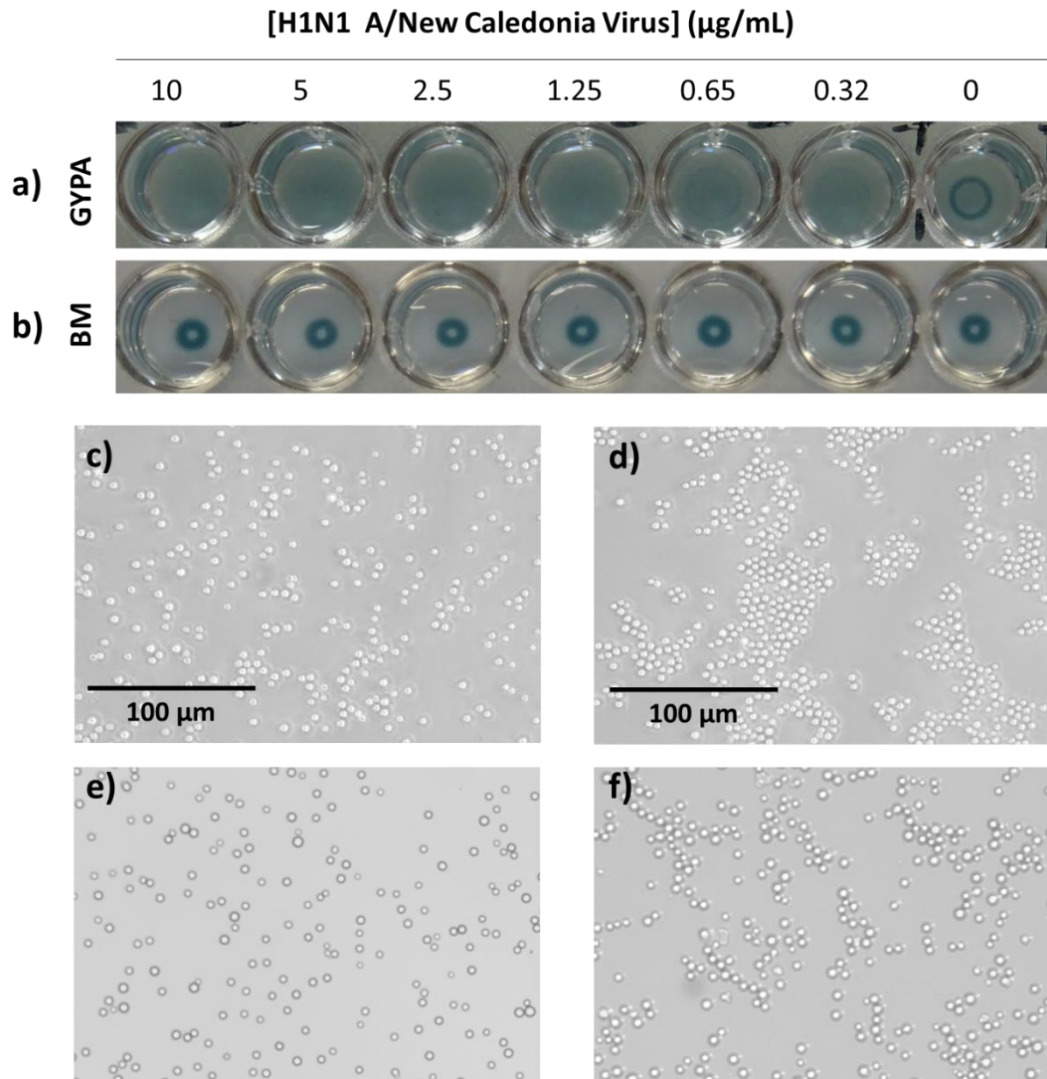 [H1N1 A/New Caledonia Virus] (µg/mL)
10 5 2.5 1.25 0.65 0.32 0
a) GYPA
b) BM
c) d)
100 µm 100 µm
e) f)